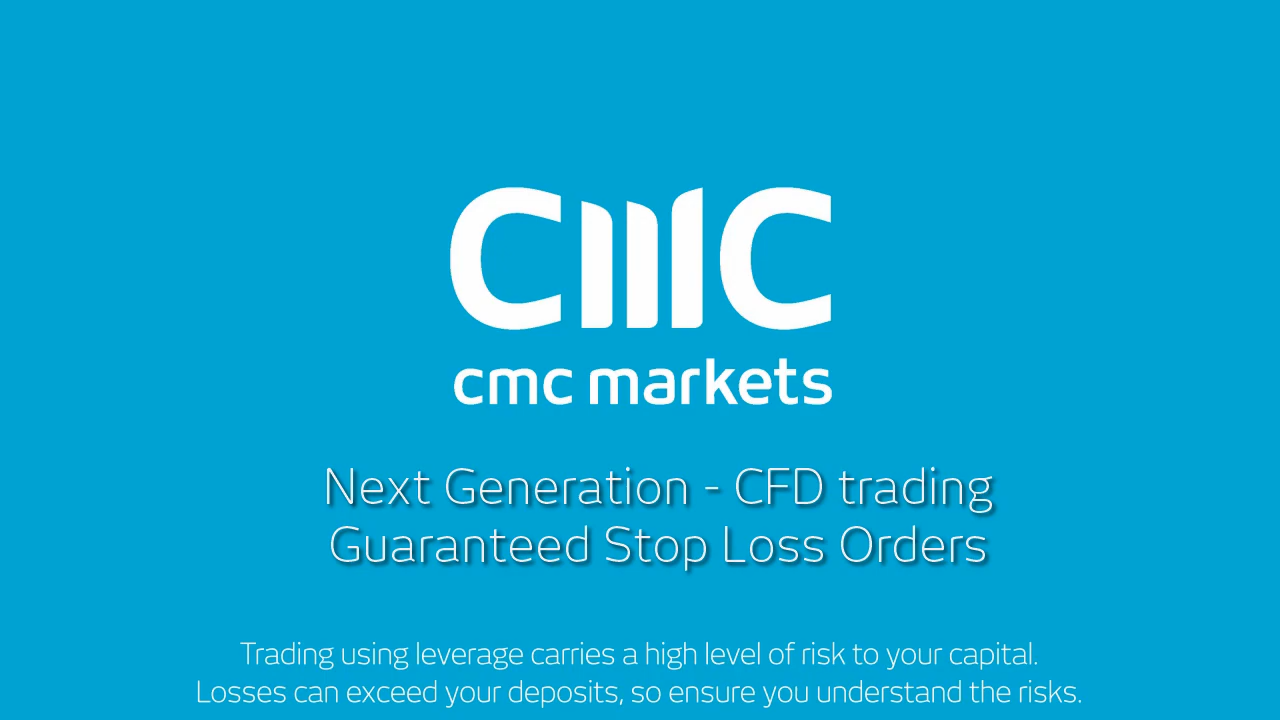 CMC
cmc markets
Next Generation - CFD trading
Guaranteed Stop Loss Orders
Trading using leverage carries a high level of risk to your capital.
Losses can exceed your deposits, so ensure you understand the risks.